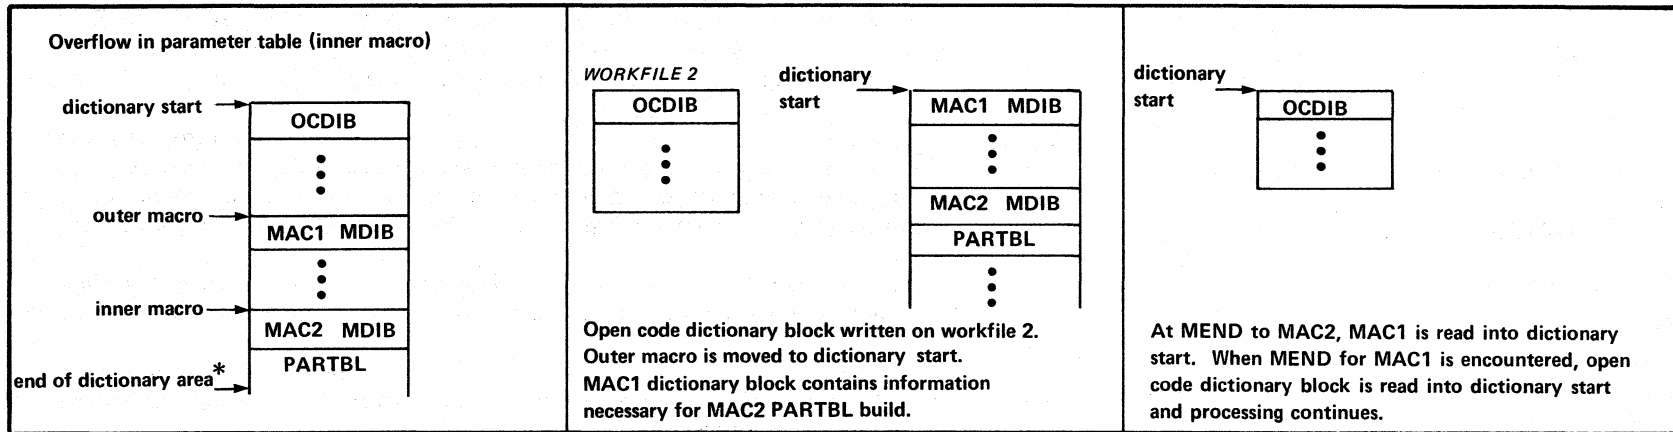 Overflow in parameter table (inner macro)
dictionary start
OCDIB
outer macro
MAC1 MDIB
inner macro
MAC2 MDIB
PARTBL
end of dictionary area*
WORKFILE 2
OCDIB
dictionary
start
MAC1 MDIB
MAC2 MDIB
PARTBL
Open code dictionary block written on workfile 2.
Outer macro is moved to dictionary start.
MAC1 dictionary block contains information
necessary for MAC2 PARTBL build.
dictionary
start
OCDIB
At MEND to MAC2, MAC1 is read into dictionary
start. When MEND for MAC1 is encountered, open
code dictionary block is read into dictionary start
and processing continues.